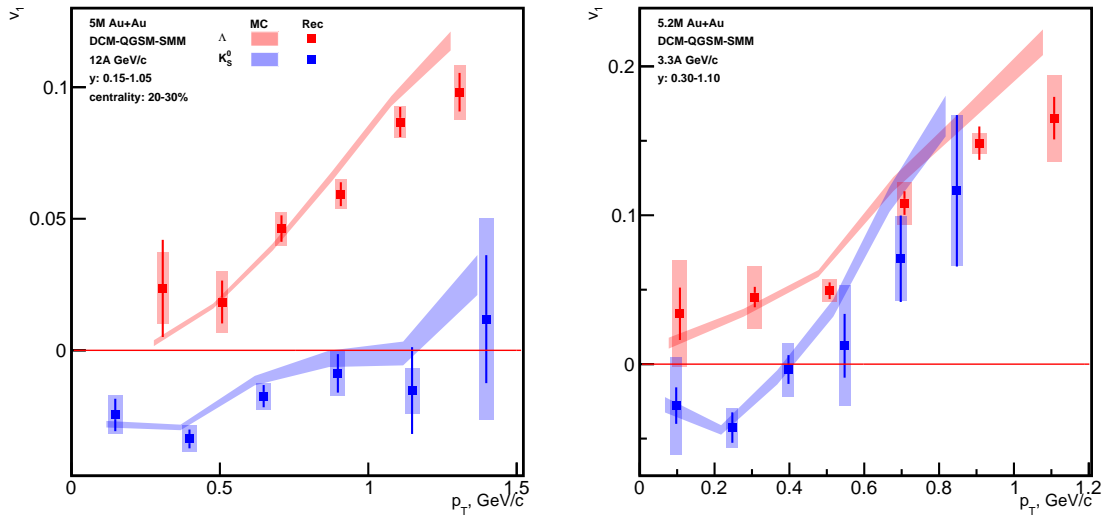 v₁
5M Au+Au
DCM-QGSM-SMM
12A GeV/c
y: 0.15-1.05
centrality: 20-30%
MC Rec
Λ
K⁰S
0.1
0.05
0
0 0.5 1 1.5
p_T, GeV/c
v₁
5.2M Au+Au
DCM-QGSM-SMM
3.3A GeV/c
y: 0.30-1.10
0.2
0.1
0
0 0.2 0.4 0.6 0.8 1 1.2
p_T, GeV/c